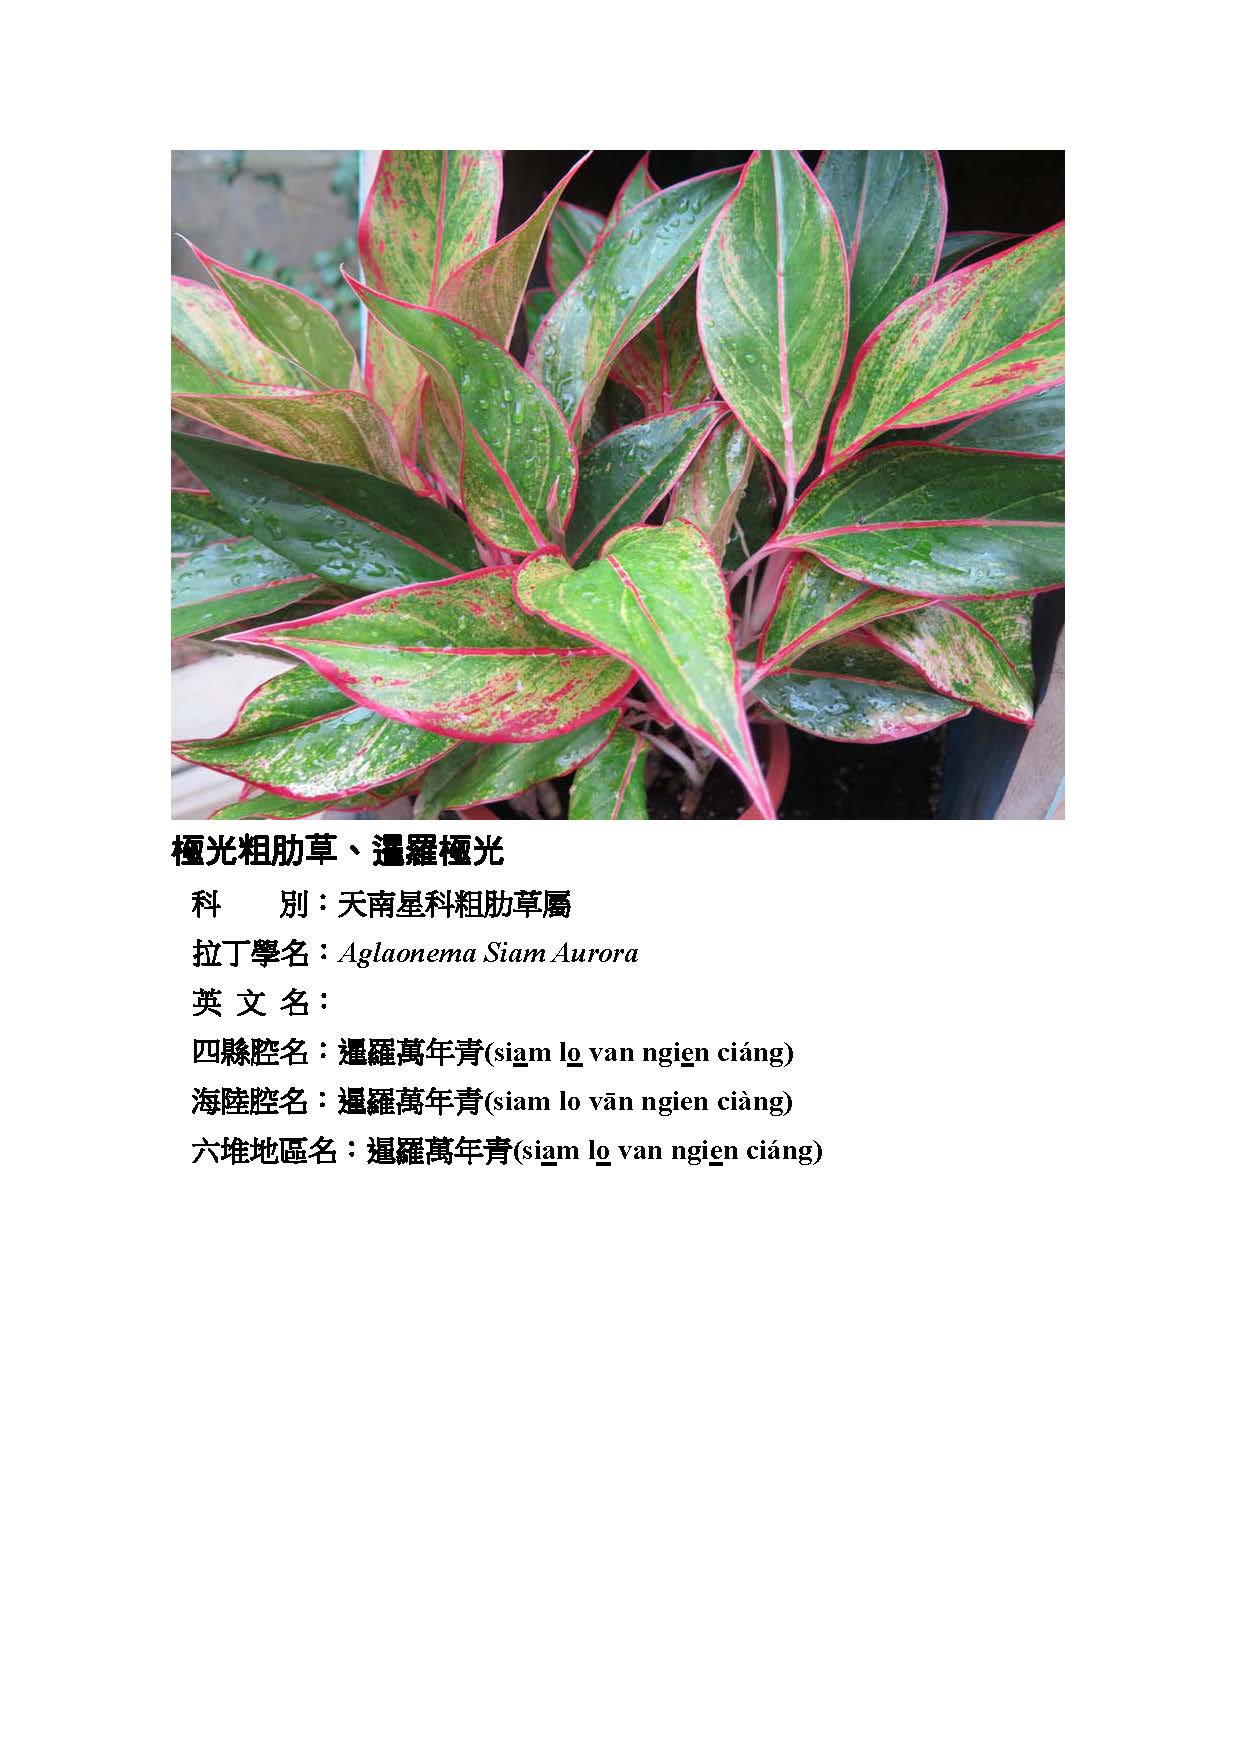 極光粗肋草、暹羅極光
科　　別：天南星科粗肋草屬
拉丁學名：Aglaonema Siam Aurora
英 文 名：
四縣腔名：暹羅萬年青(siam lo van ngien ciáng)
海陸腔名：暹羅萬年青(siam lo vān ngien ciàng)
六堆地區名：暹羅萬年青(siam lo van ngien ciáng)